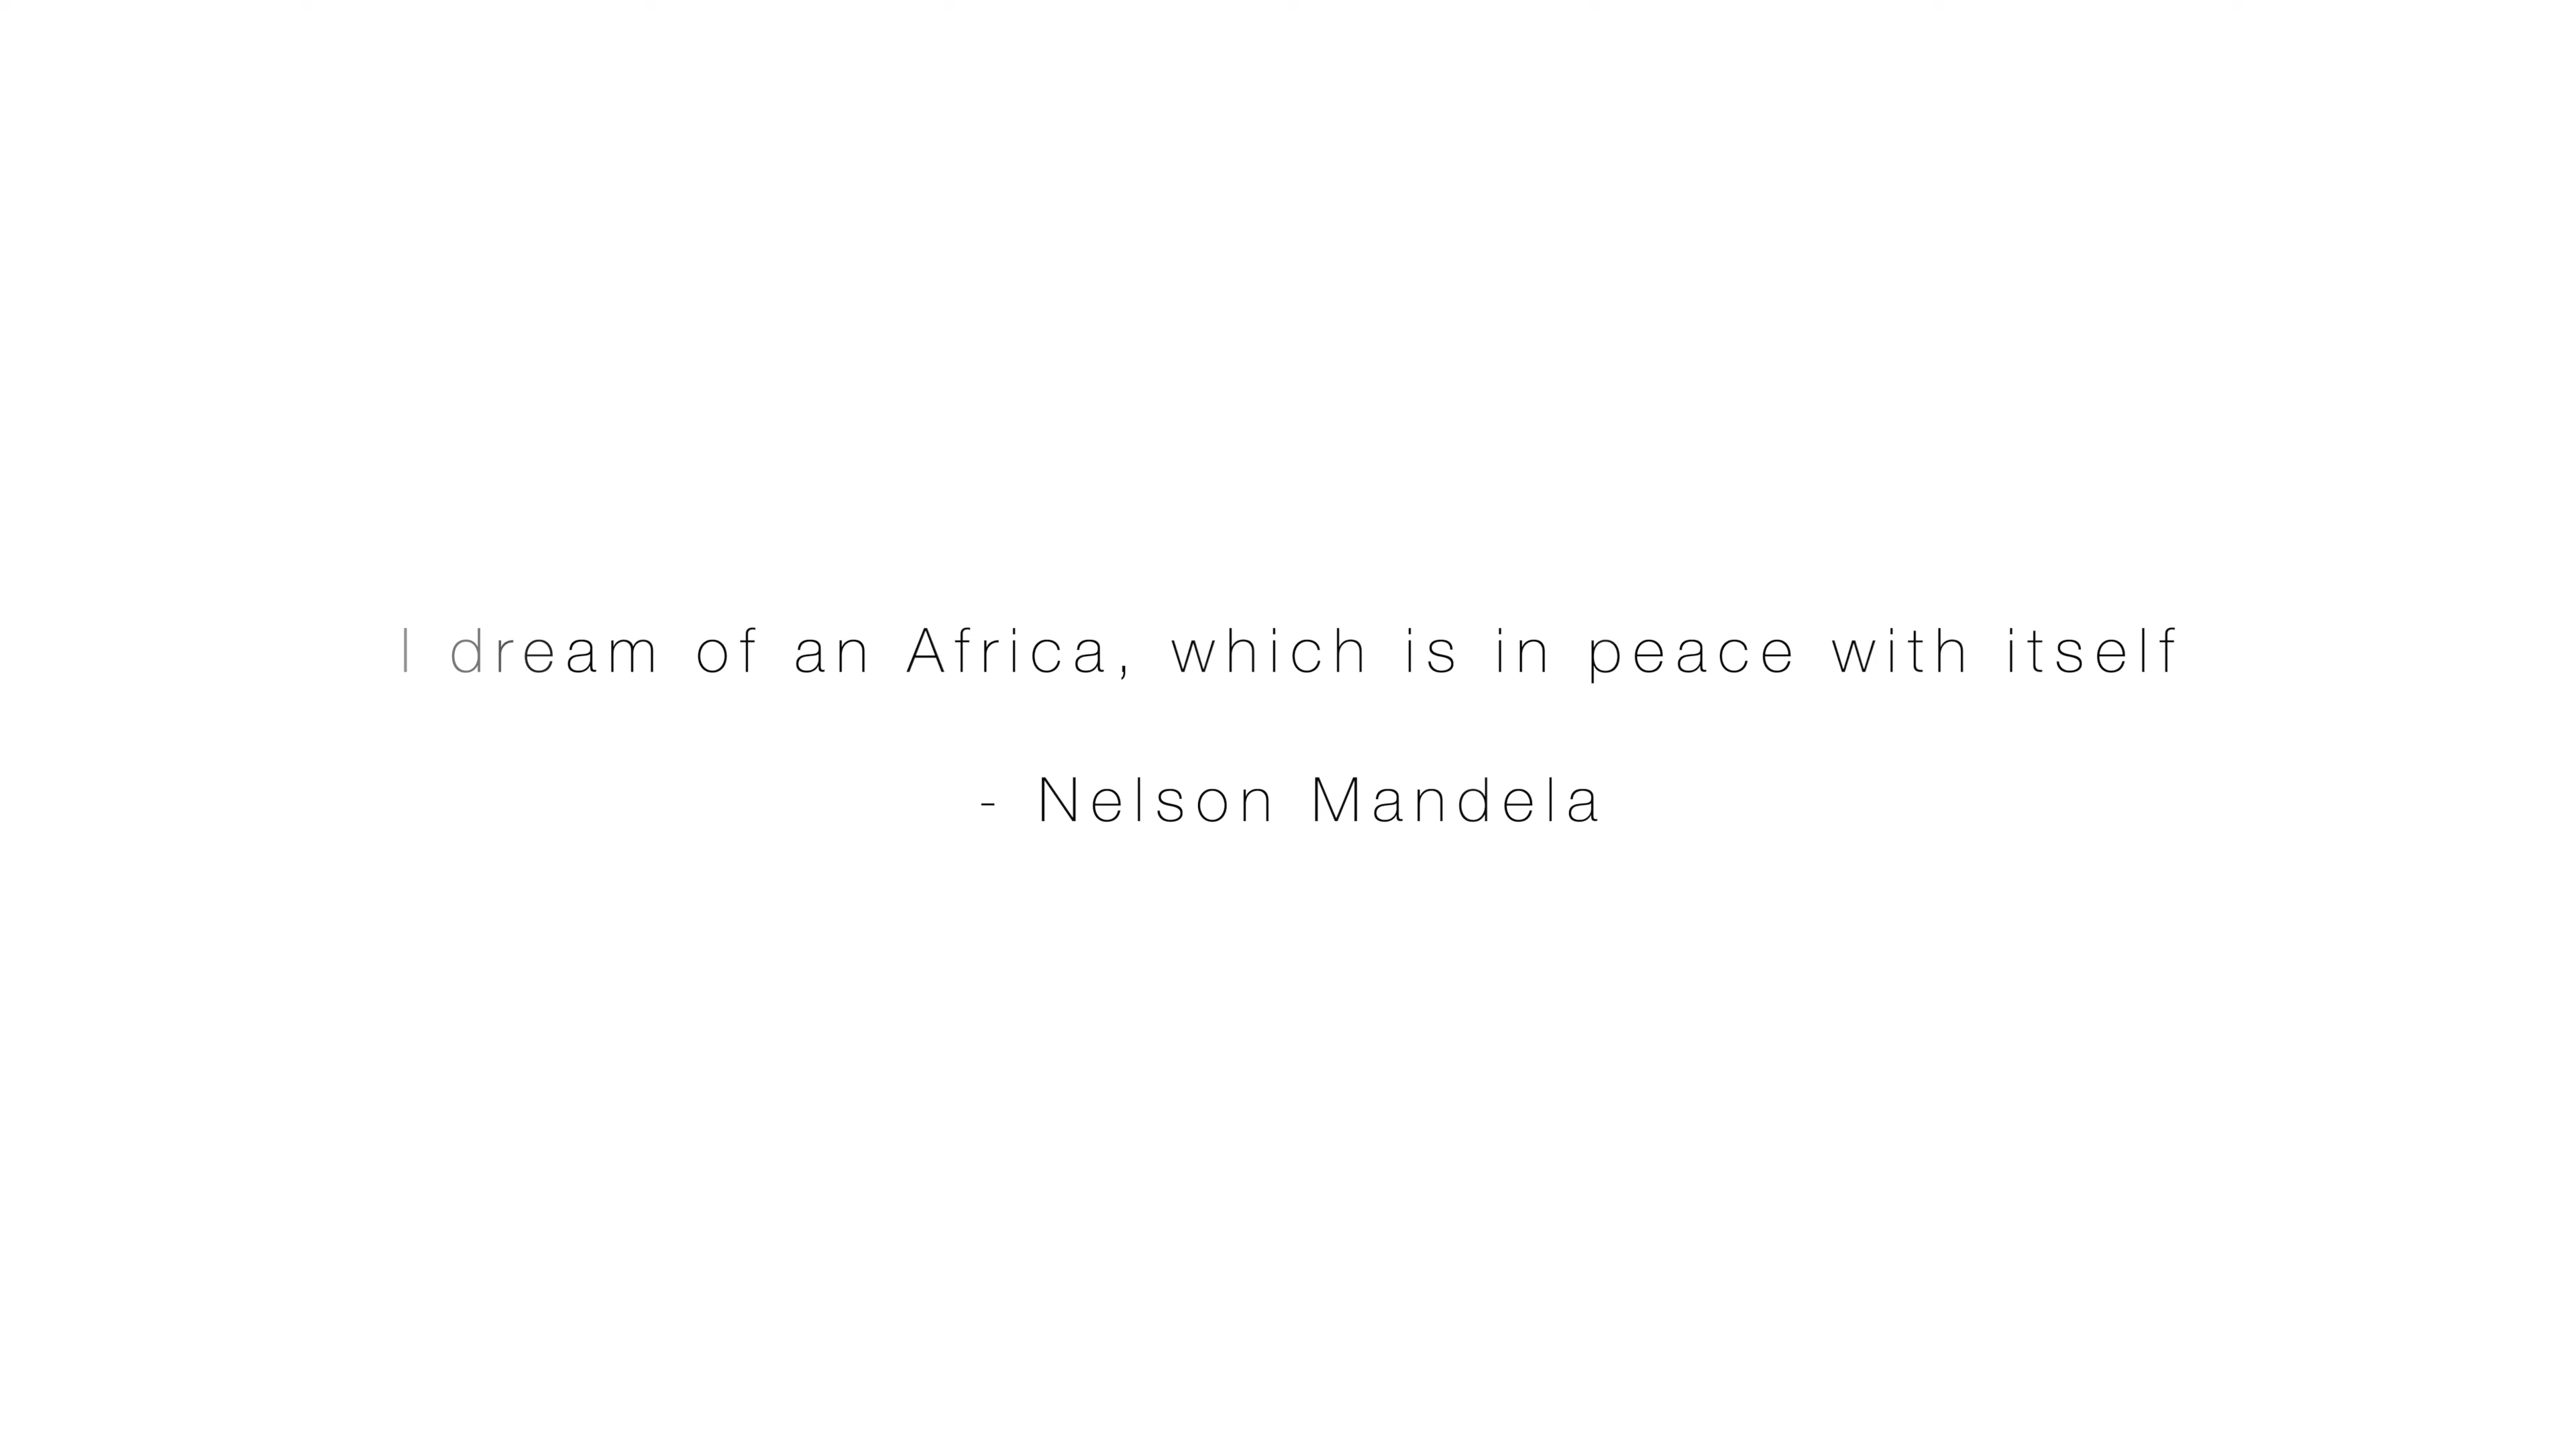 I dream of an Africa, which is in peace with itself
- Nelson Mandela